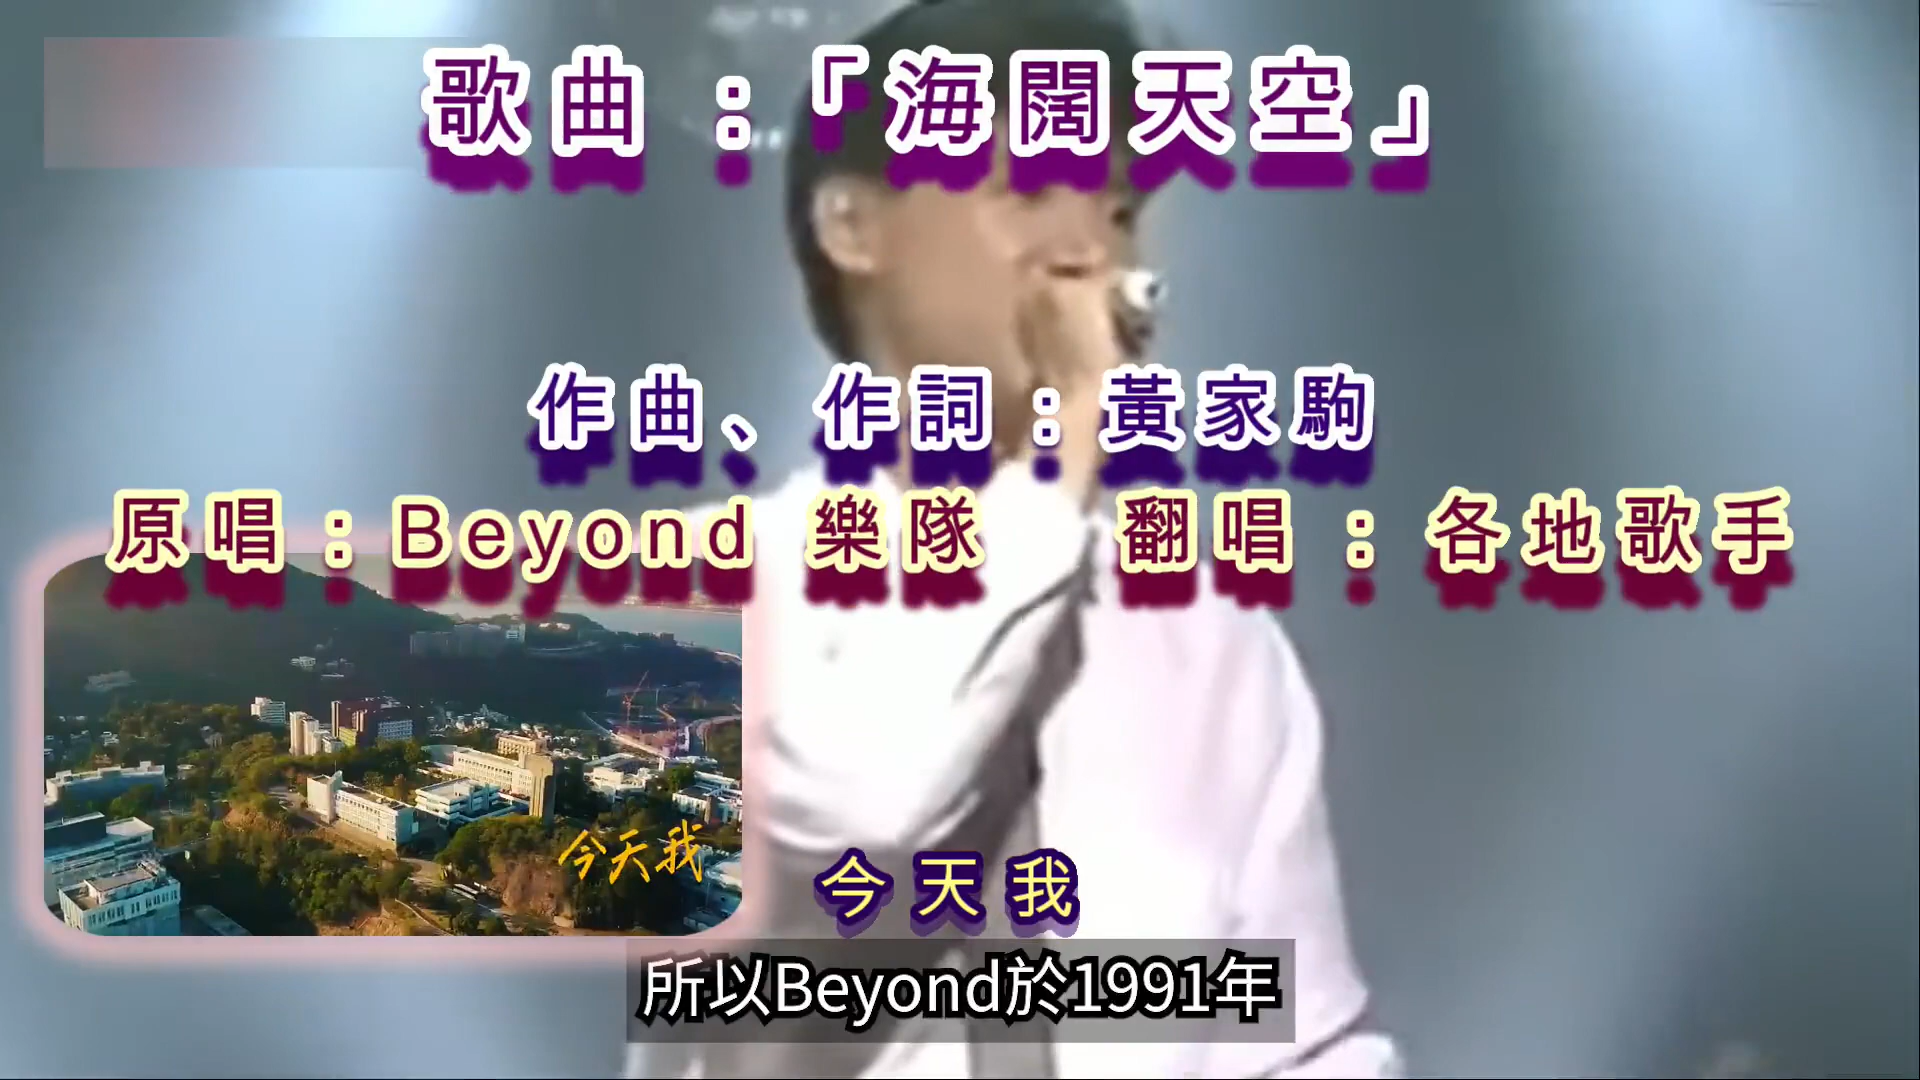 歌曲：「海闊天空」
作曲、作詞：黃家駒
原唱：Beyond 樂隊 翻唱：各地歌手
今天我
今天我
所以Beyond於1991年